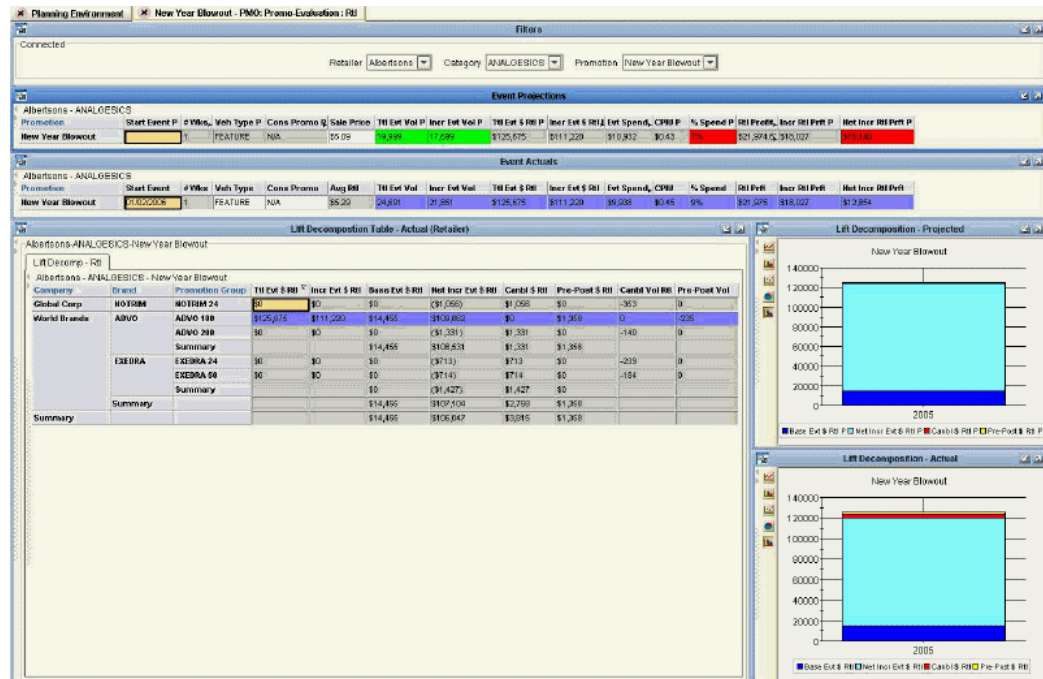 Planning Environment
New Year Blowout - PMO: Promo-Evaluation : Rtl
Filters
Connected
Retailer Albertsons Category ANALGESICS Promotion New Year Blowout
Event Projections
Albertsons - ANALGESICS
Promotion Start Event P # Wks, Veh Type P Cons Promo Sale Price Ttl Evt Vol P Incr Evt Vol P Ttl Evt $ Rtl P Incr Evt $ Rtl Evt Spend, CPIU P % Spend P Rtl Profit, Incr Rtl Prft P Net Incr Rtl Prft P
New Year Blowout 1 FEATURE N/A $5.09 19,999 17,699 $125,675 $111,220 $10,932 $0.43 $18,027
Event Actuals
Albertsons - ANALGESICS
Promotion Start Event # Wks Veh Type Cons Promo Avg Rtl Ttl Evt Vol Incr Evt Vol Ttl Evt $ Rtl Incr Evt $ Rtl Evt Spend, CPIU % Spend Rtl Prft Incr Rtl Prft Net Incr Rtl Prft
New Year Blowout 01/02/2006 1 FEATURE N/A $5.29 24,691 21,851 $125,675 $111,220 $9,938 $0.45 9% $21,975 $18,027 $12,854
Lift Decompostion Table - Actual (Retailer)
Albertsons-ANALGESICS-New Year Blowout
Lift Decomp - Rtl
Albertsons - ANALGESICS - New Year Blowout
Company Brand Promotion Group Ttl Evt $ Rtl Incr Evt $ Rtl Base Evt $ Rtl Net Incr Evt $ Rtl Canbl $ Rtl Pre-Post $ Rtl Canbl Vol Rtl Pre-Post Vol
Global Corp NOTRIM NOTRIM 24 $0 $0 $0 ($1,056) $1,056 $0 -353 0
World Brands ADVO ADVO 100 $125,675 $111,220 $14,455 $109,862 $0 $1,358 0 -235
ADVO 200 $0 $0 $0 ($1,331) $1,331 $0 -140 0
Summary $14,455 $108,531 $1,331 $1,358
EXEDRA EXEDRA 24 $0 $0 $0 ($713) $713 $0 -239 0
EXEDRA 50 $0 $0 $0 ($714) $714 $0 -184 0
Summary $0 ($1,427) $1,427 $0
Summary $14,455 $107,104 $2,758 $1,358
Summary $14,455 $106,047 $3,815 $1,358
Lift Decomposition - Projected
New Year Blowout
140000
120000
100000
80000
60000
40000
20000
0
2005
Base Evt $ Rtl P Net Incr Evt $ Rtl P Canbl $ Rtl P Pre-Post $ Rtl P
Lift Decomposition - Actual
New Year Blowout
140000
120000
100000
80000
60000
40000
20000
0
2005
Base Evt $ Rtl Net Incr Evt $ Rtl Canbl $ Rtl Pre-Post $ Rtl